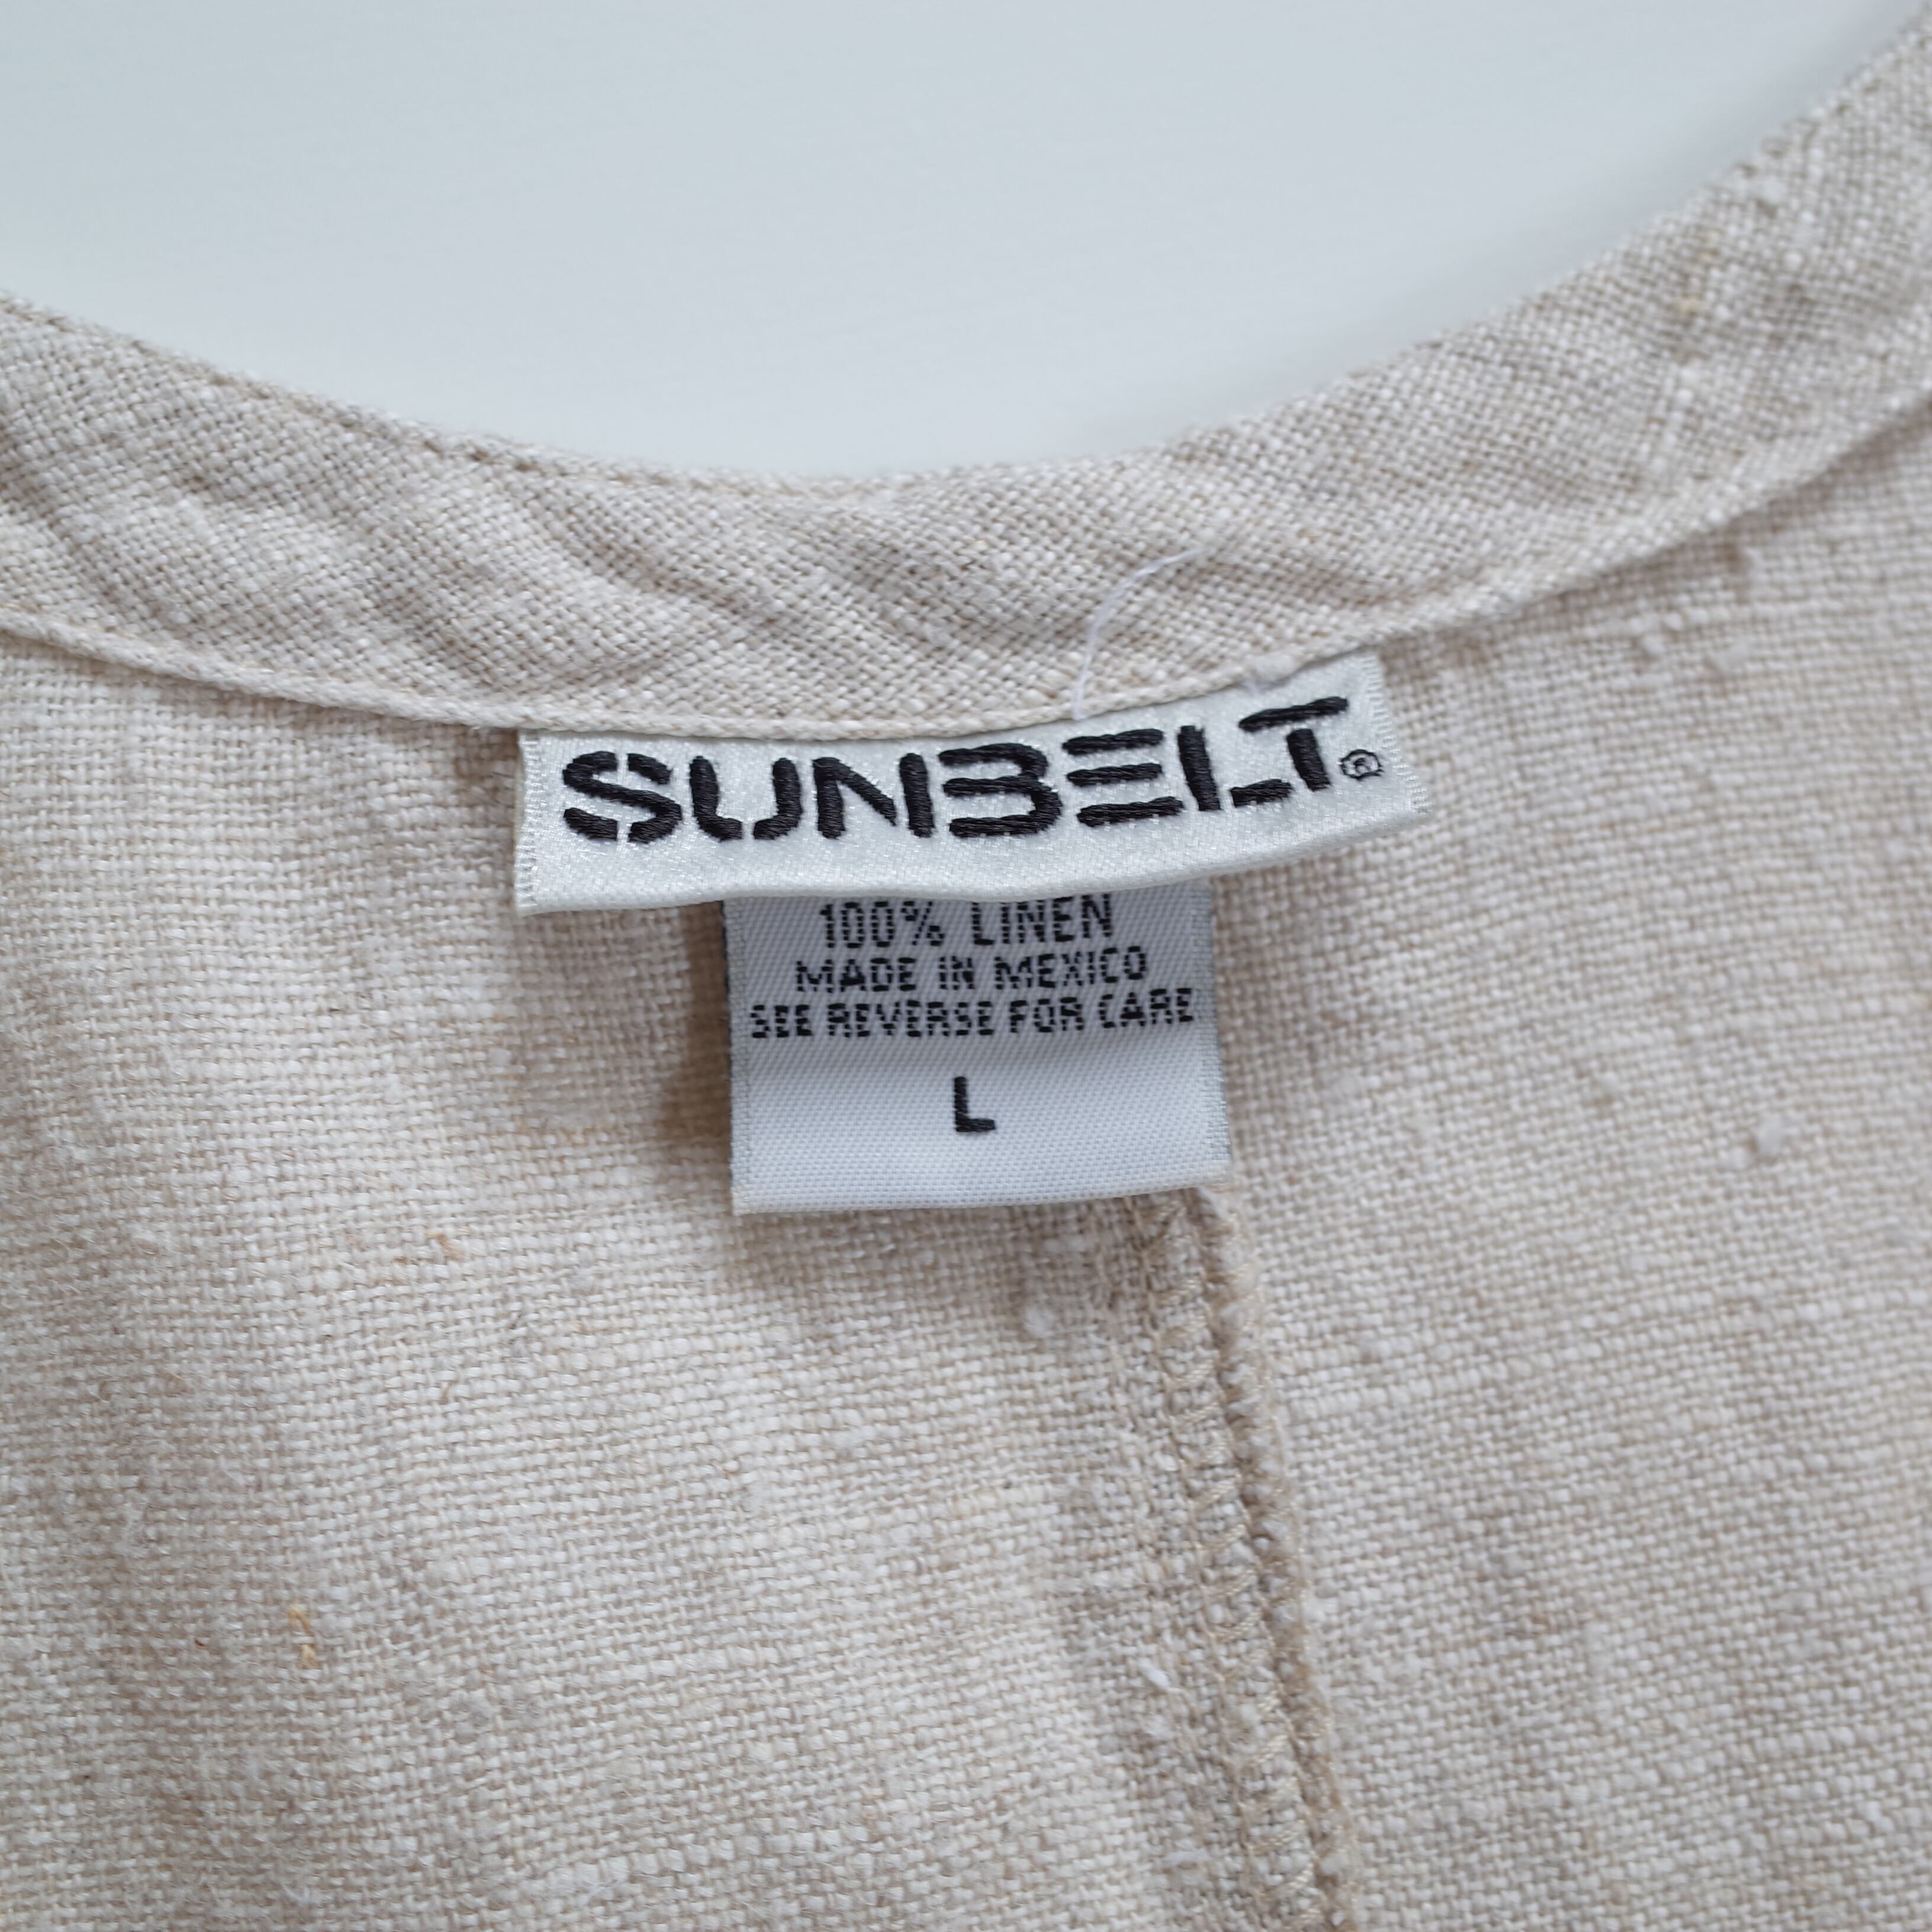 SUNBELT®
100% LINEN
MADE IN MEXICO
SEE REVERSE FOR CARE
L